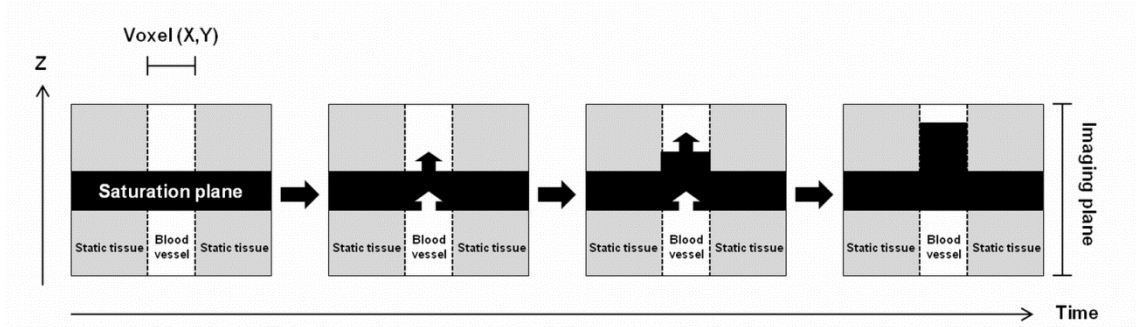 Voxel (X,Y)
Z
Saturation plane
Static tissue
Blood
vessel
Static tissue
Static tissue
Blood
vessel
Static tissue
Static tissue
Blood
vessel
Static tissue
Static tissue
Blood
vessel
Static tissue
Imaging plane
Time